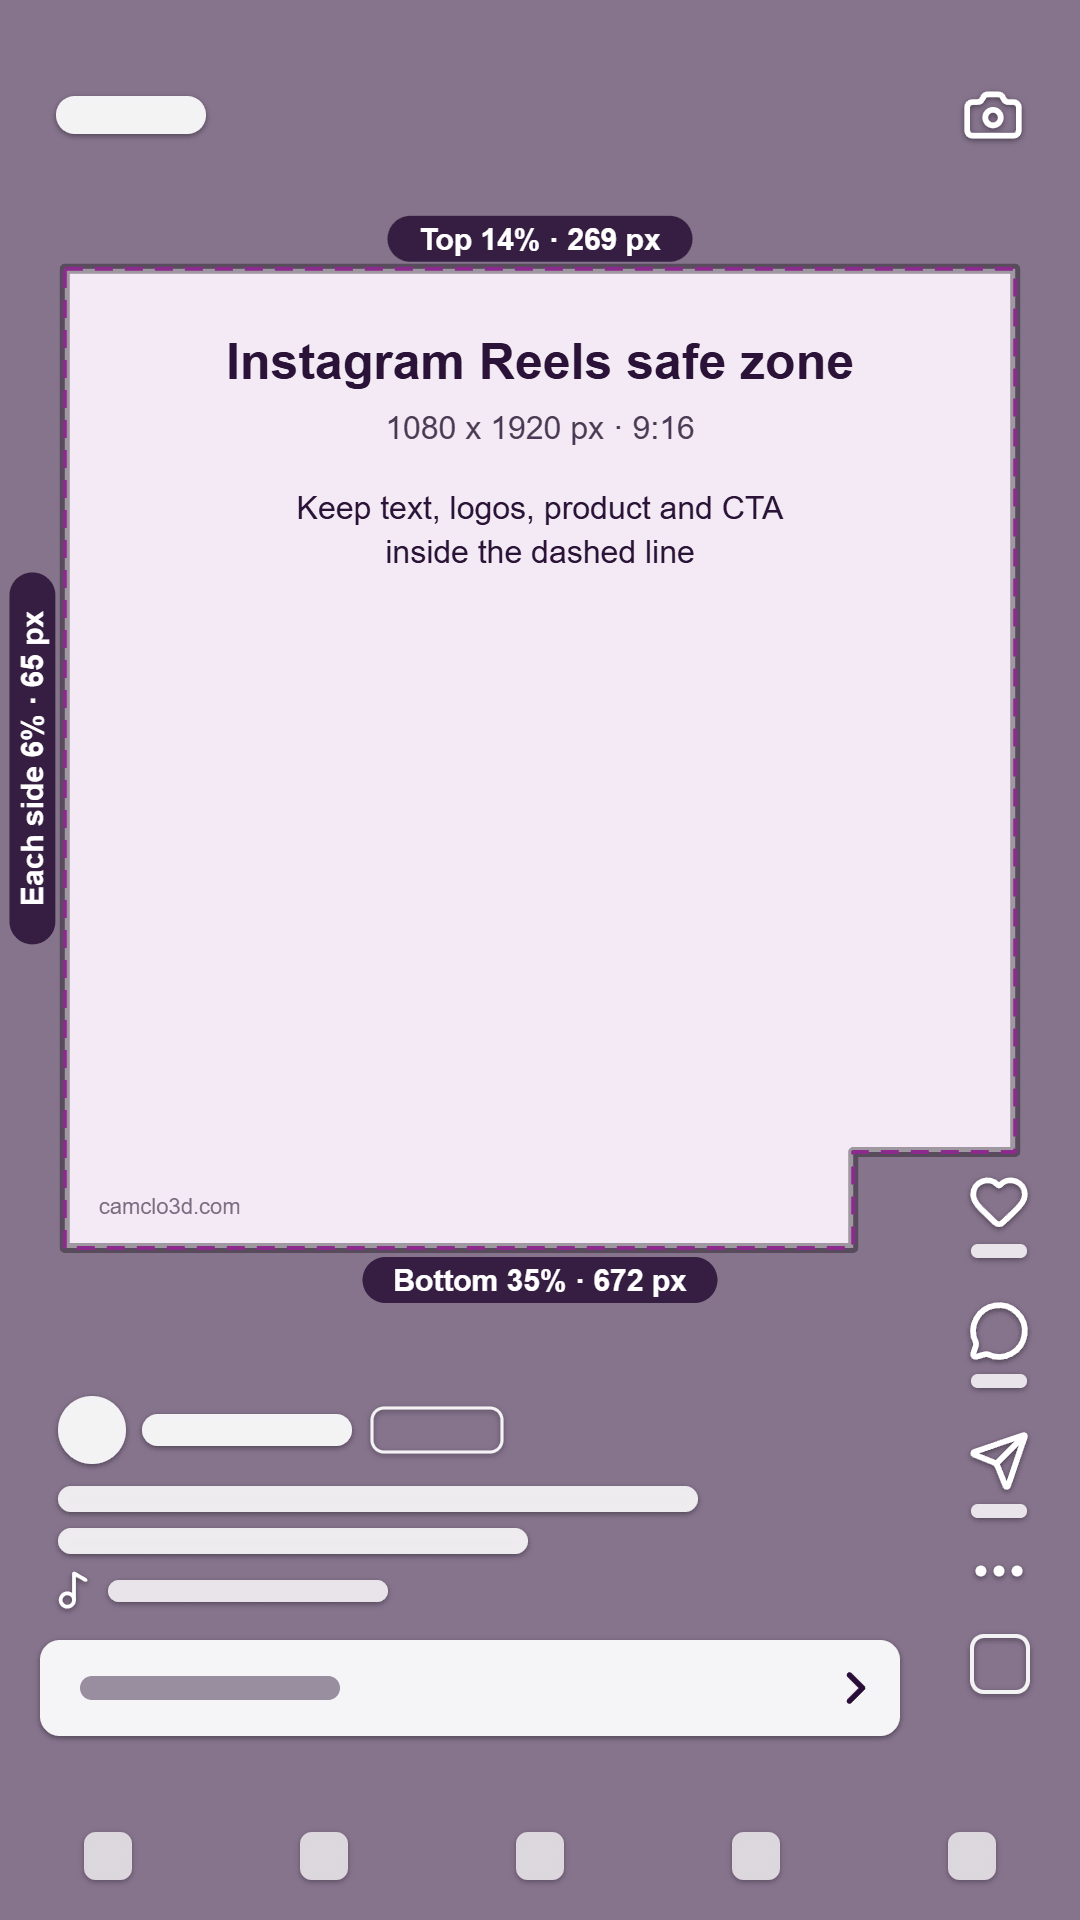 Top 14% · 269 px
Instagram Reels safe zone
1080 x 1920 px · 9:16
Keep text, logos, product and CTA
inside the dashed line
Each side 6% · 65 px
camclo3d.com
Bottom 35% · 672 px